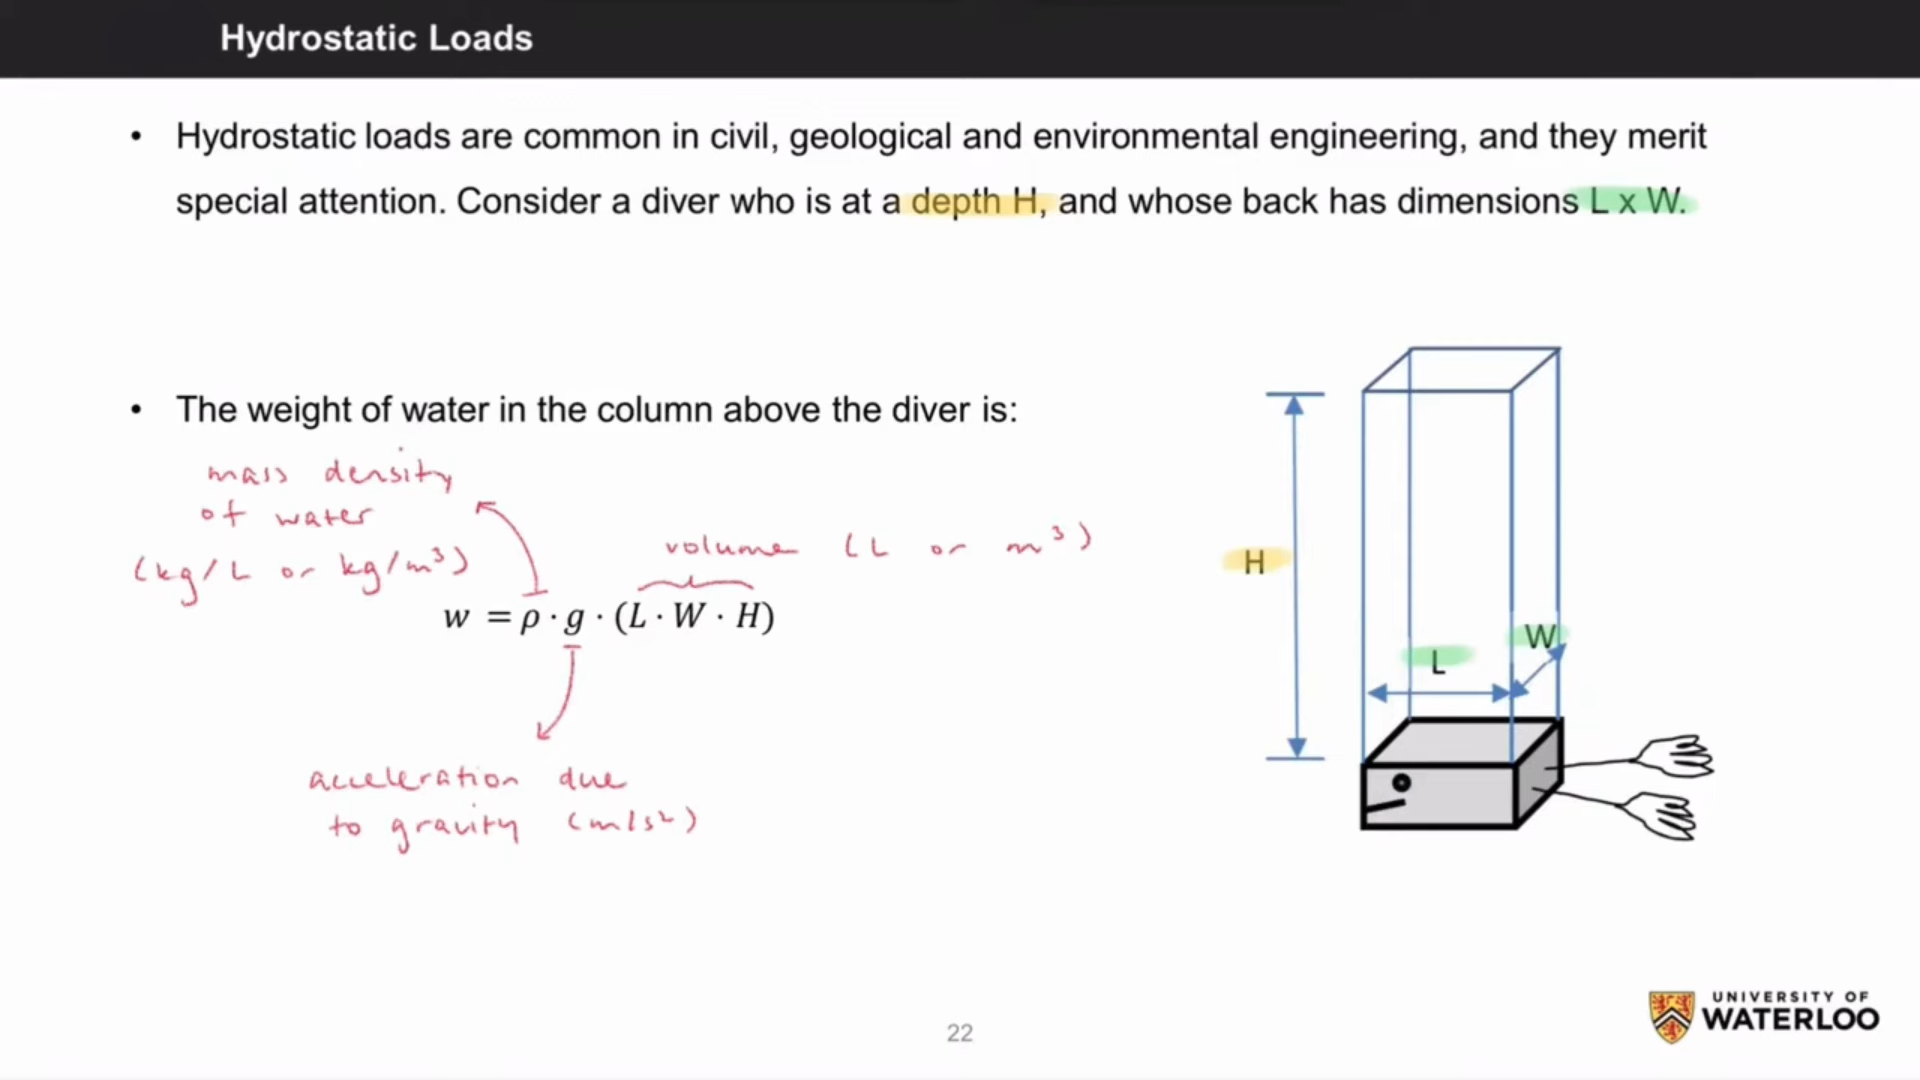 Hydrostatic Loads
• Hydrostatic loads are common in civil, geological and environmental engineering, and they merit
special attention. Consider a diver who is at a depth H, and whose back has dimensions L x W.
• The weight of water in the column above the diver is:
mass density
of water
(kg/L or kg/m³)
volume (L or m³)
w = ρ · g · (L · W · H)
acceleration due
to gravity (m/s²)
H
W
L
22
UNIVERSITY OF
WATERLOO